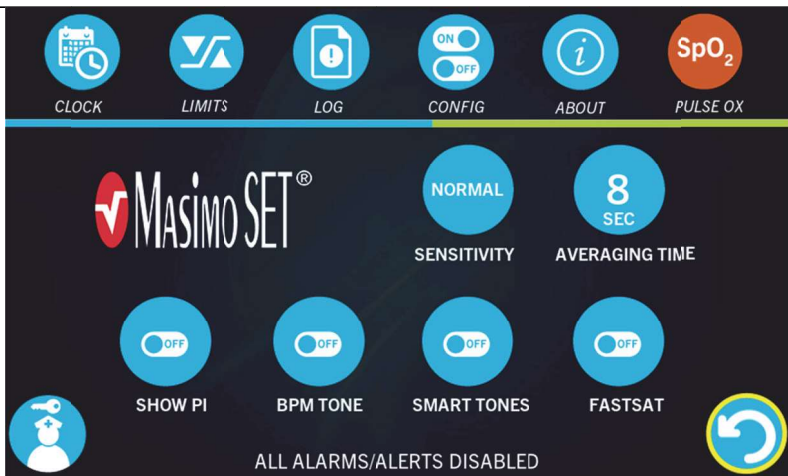 ON
OFF
i
SpO₂
CLOCK
LIMITS
LOG
CONFIG
ABOUT
PULSE OX
Masimo SET®
NORMAL
8
SEC
SENSITIVITY
AVERAGING TIME
OFF
OFF
OFF
OFF
SHOW PI
BPM TONE
SMART TONES
FASTSAT
ALL ALARMS/ALERTS DISABLED